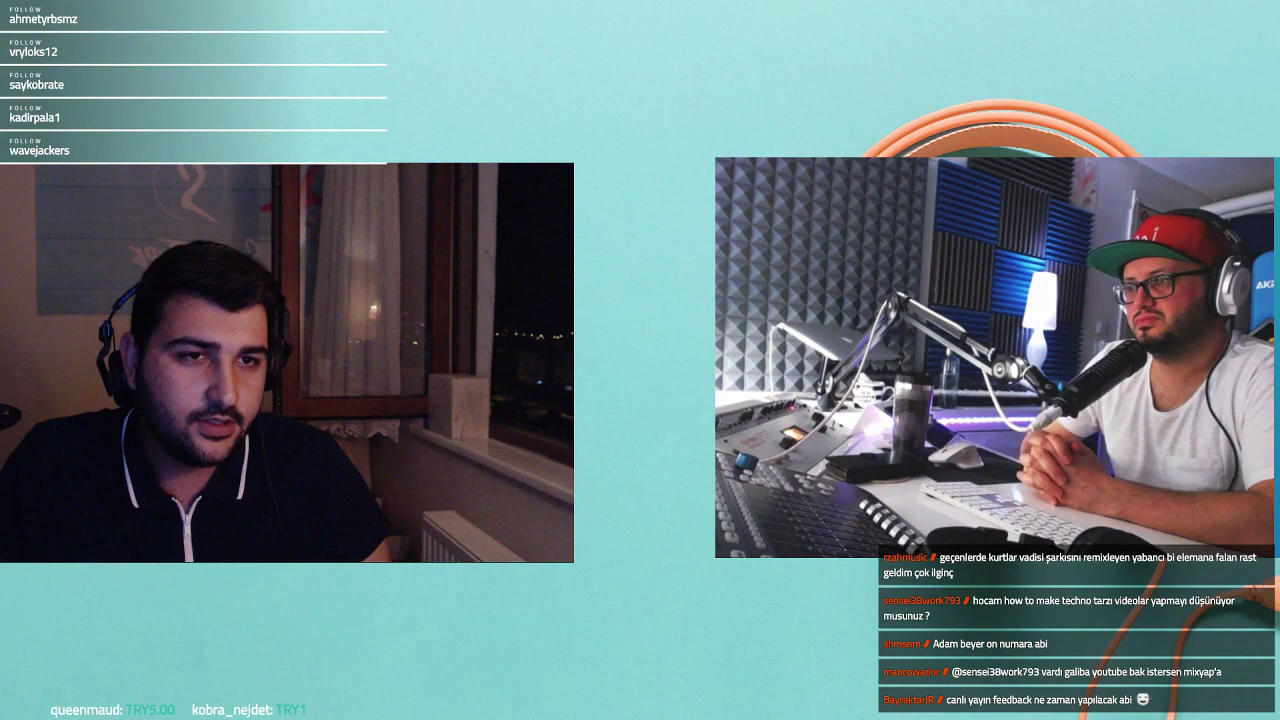 FOLLOW
ahmetyrbsmz
FOLLOW
vryloks12
FOLLOW
saykobrate
FOLLOW
kadirpala1
FOLLOW
wavejackers
rzahmusic // geçenlerde kurtlar vadisi şarkısını remixleyen yabancı bi elemana falan rast
geldim çok ilginç
sensei38work793 // hocam how to make techno tarzı videolar yapmayı düşünüyor
musunuz ?
shmsnm // Adam beyer on numara abi
mancowarior // @sensei38work793 vardı galiba youtube bak istersen mixyap'a
BayraktarJR // canlı yayın feedback ne zaman yapılacak abi
queenmaud: TRY5.00 kobra_nejdet: TRY1